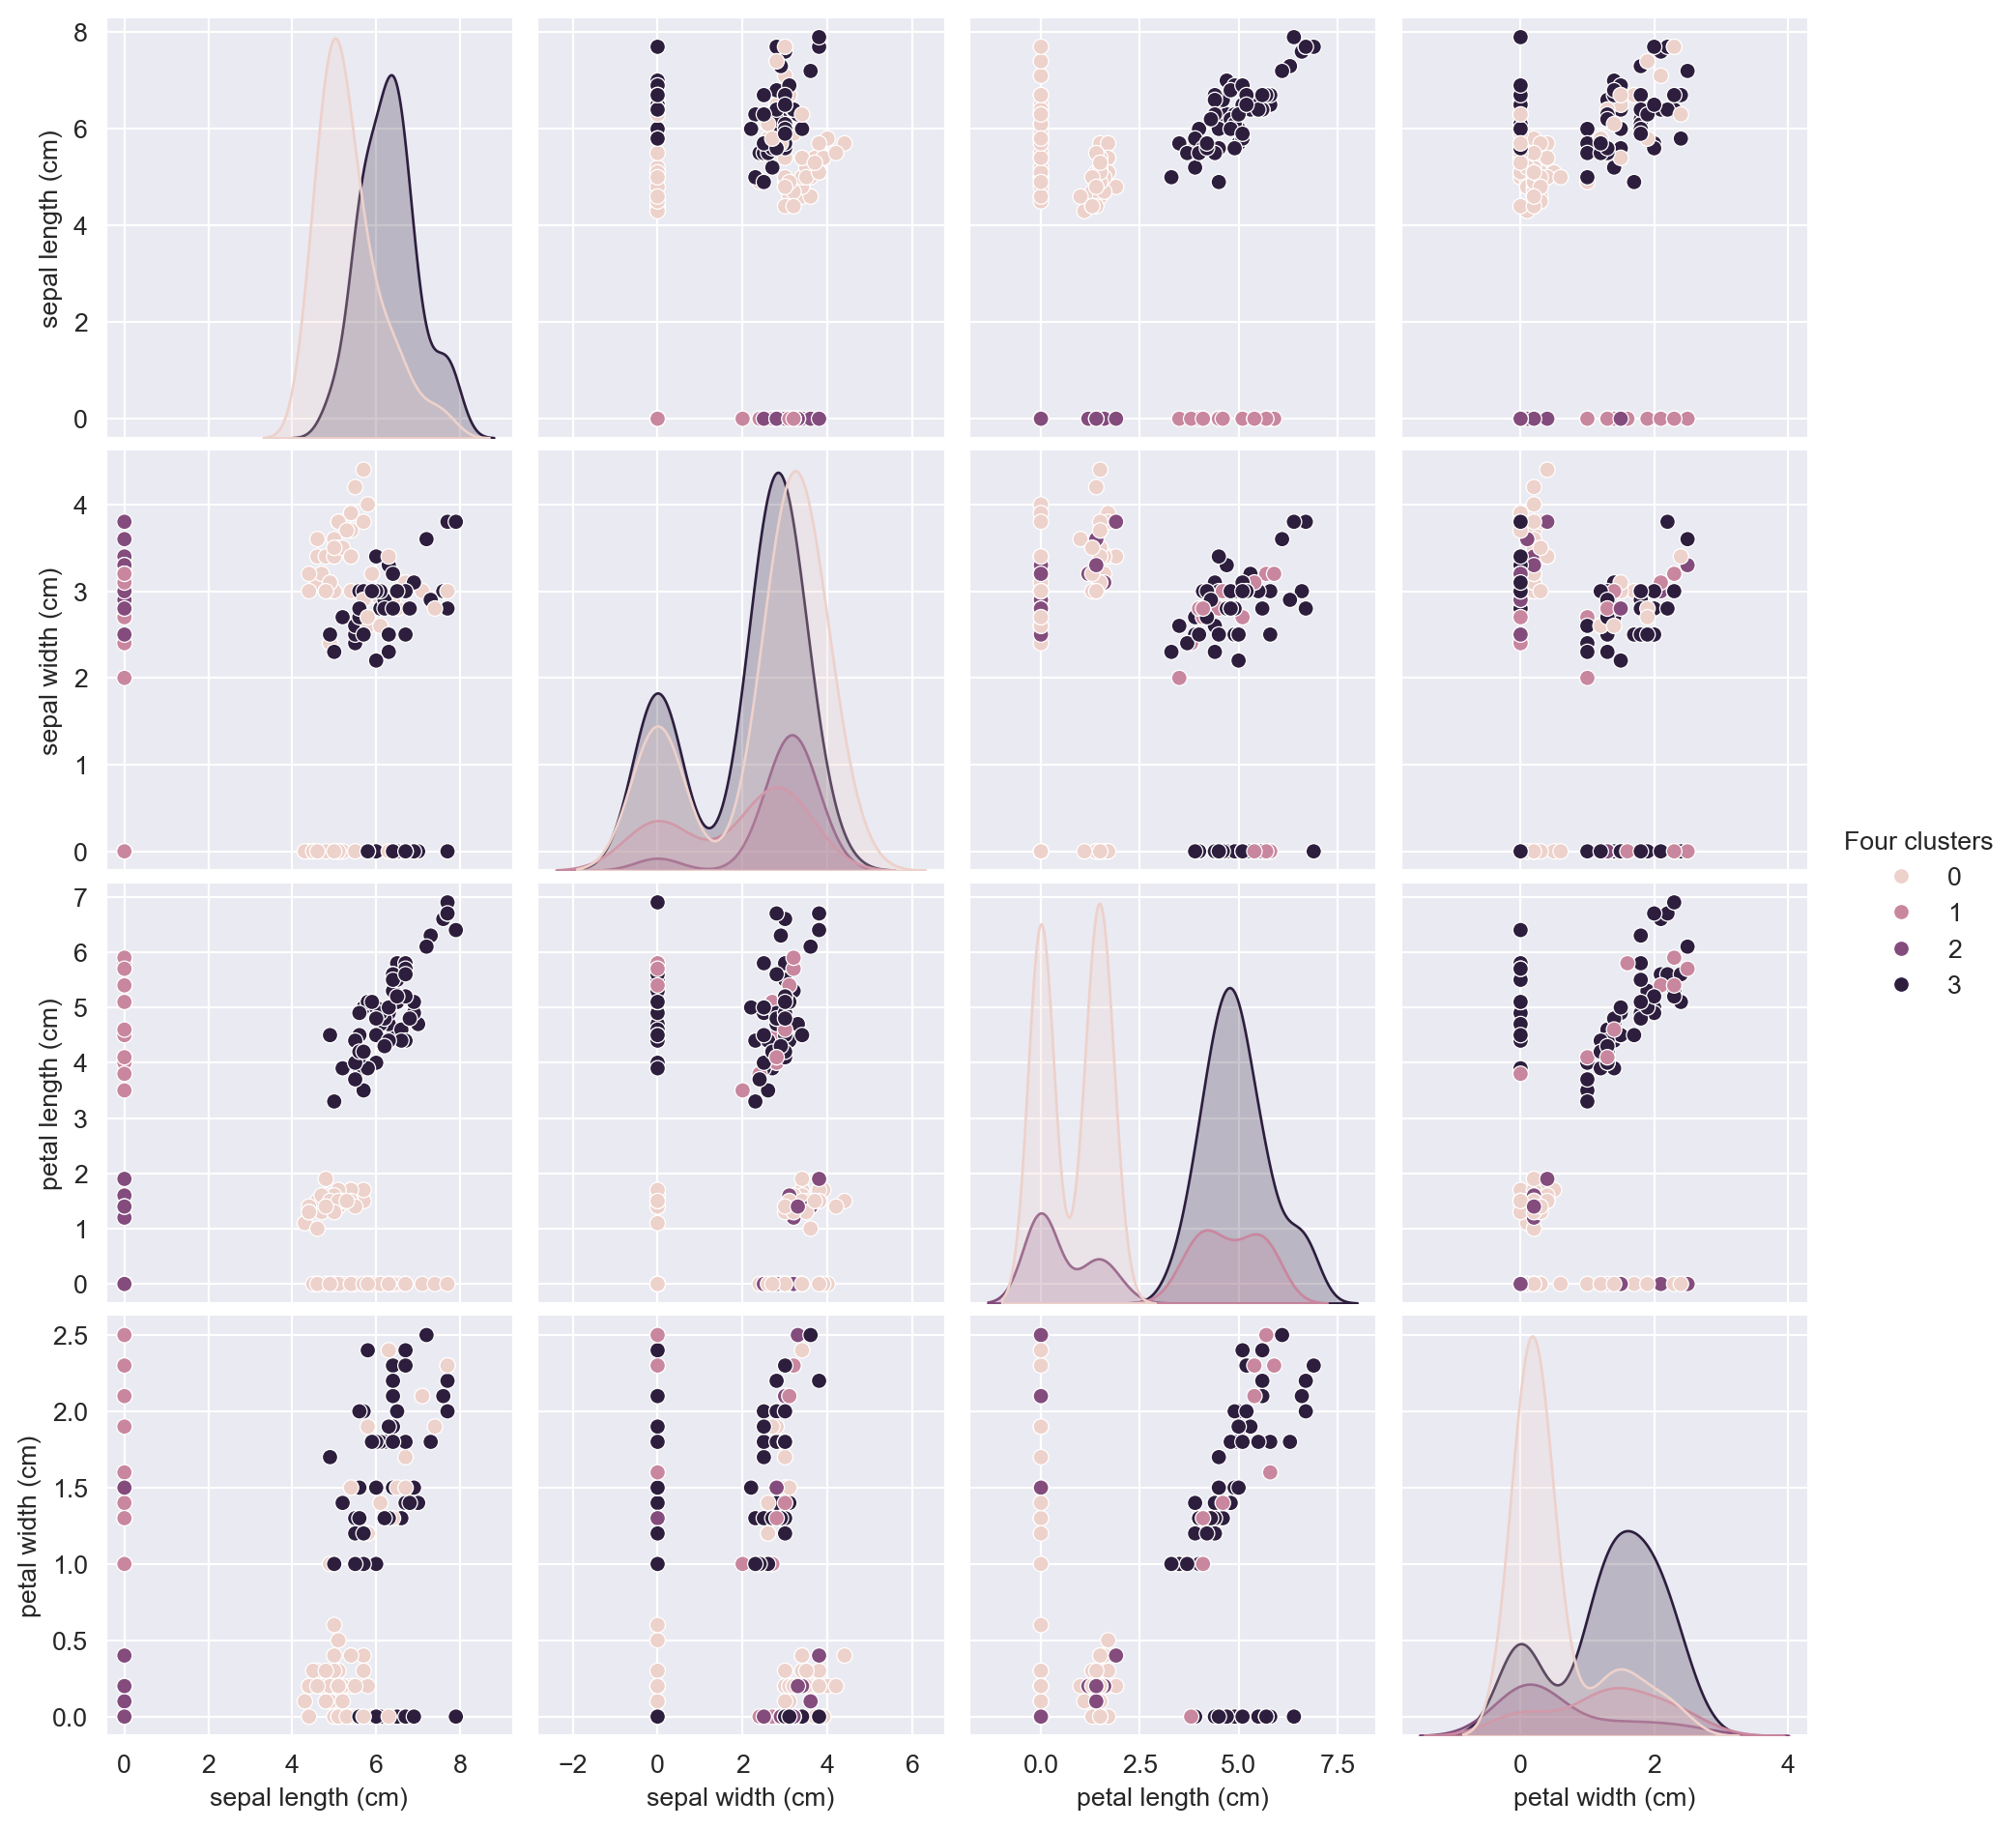 8
6
4
2
0
sepal length (cm)
4
3
2
1
0
sepal width (cm)
Four clusters
0
1
2
3
7
6
5
4
3
2
1
0
petal length (cm)
2.5
2.0
1.5
1.0
0.5
0.0
petal width (cm)
0 2 4 6 8
−2 0 2 4 6
0.0 2.5 5.0 7.5
0 2 4
sepal length (cm)
sepal width (cm)
petal length (cm)
petal width (cm)